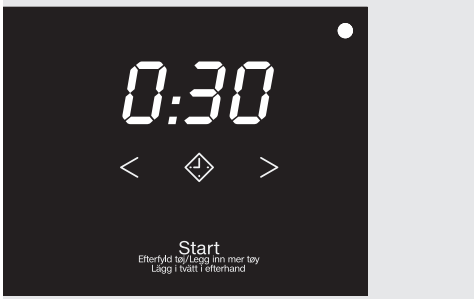 0:30
< >
Start
Efterfyld tøj/Legg inn mer tøy
Lägg i tvätt i efterhand